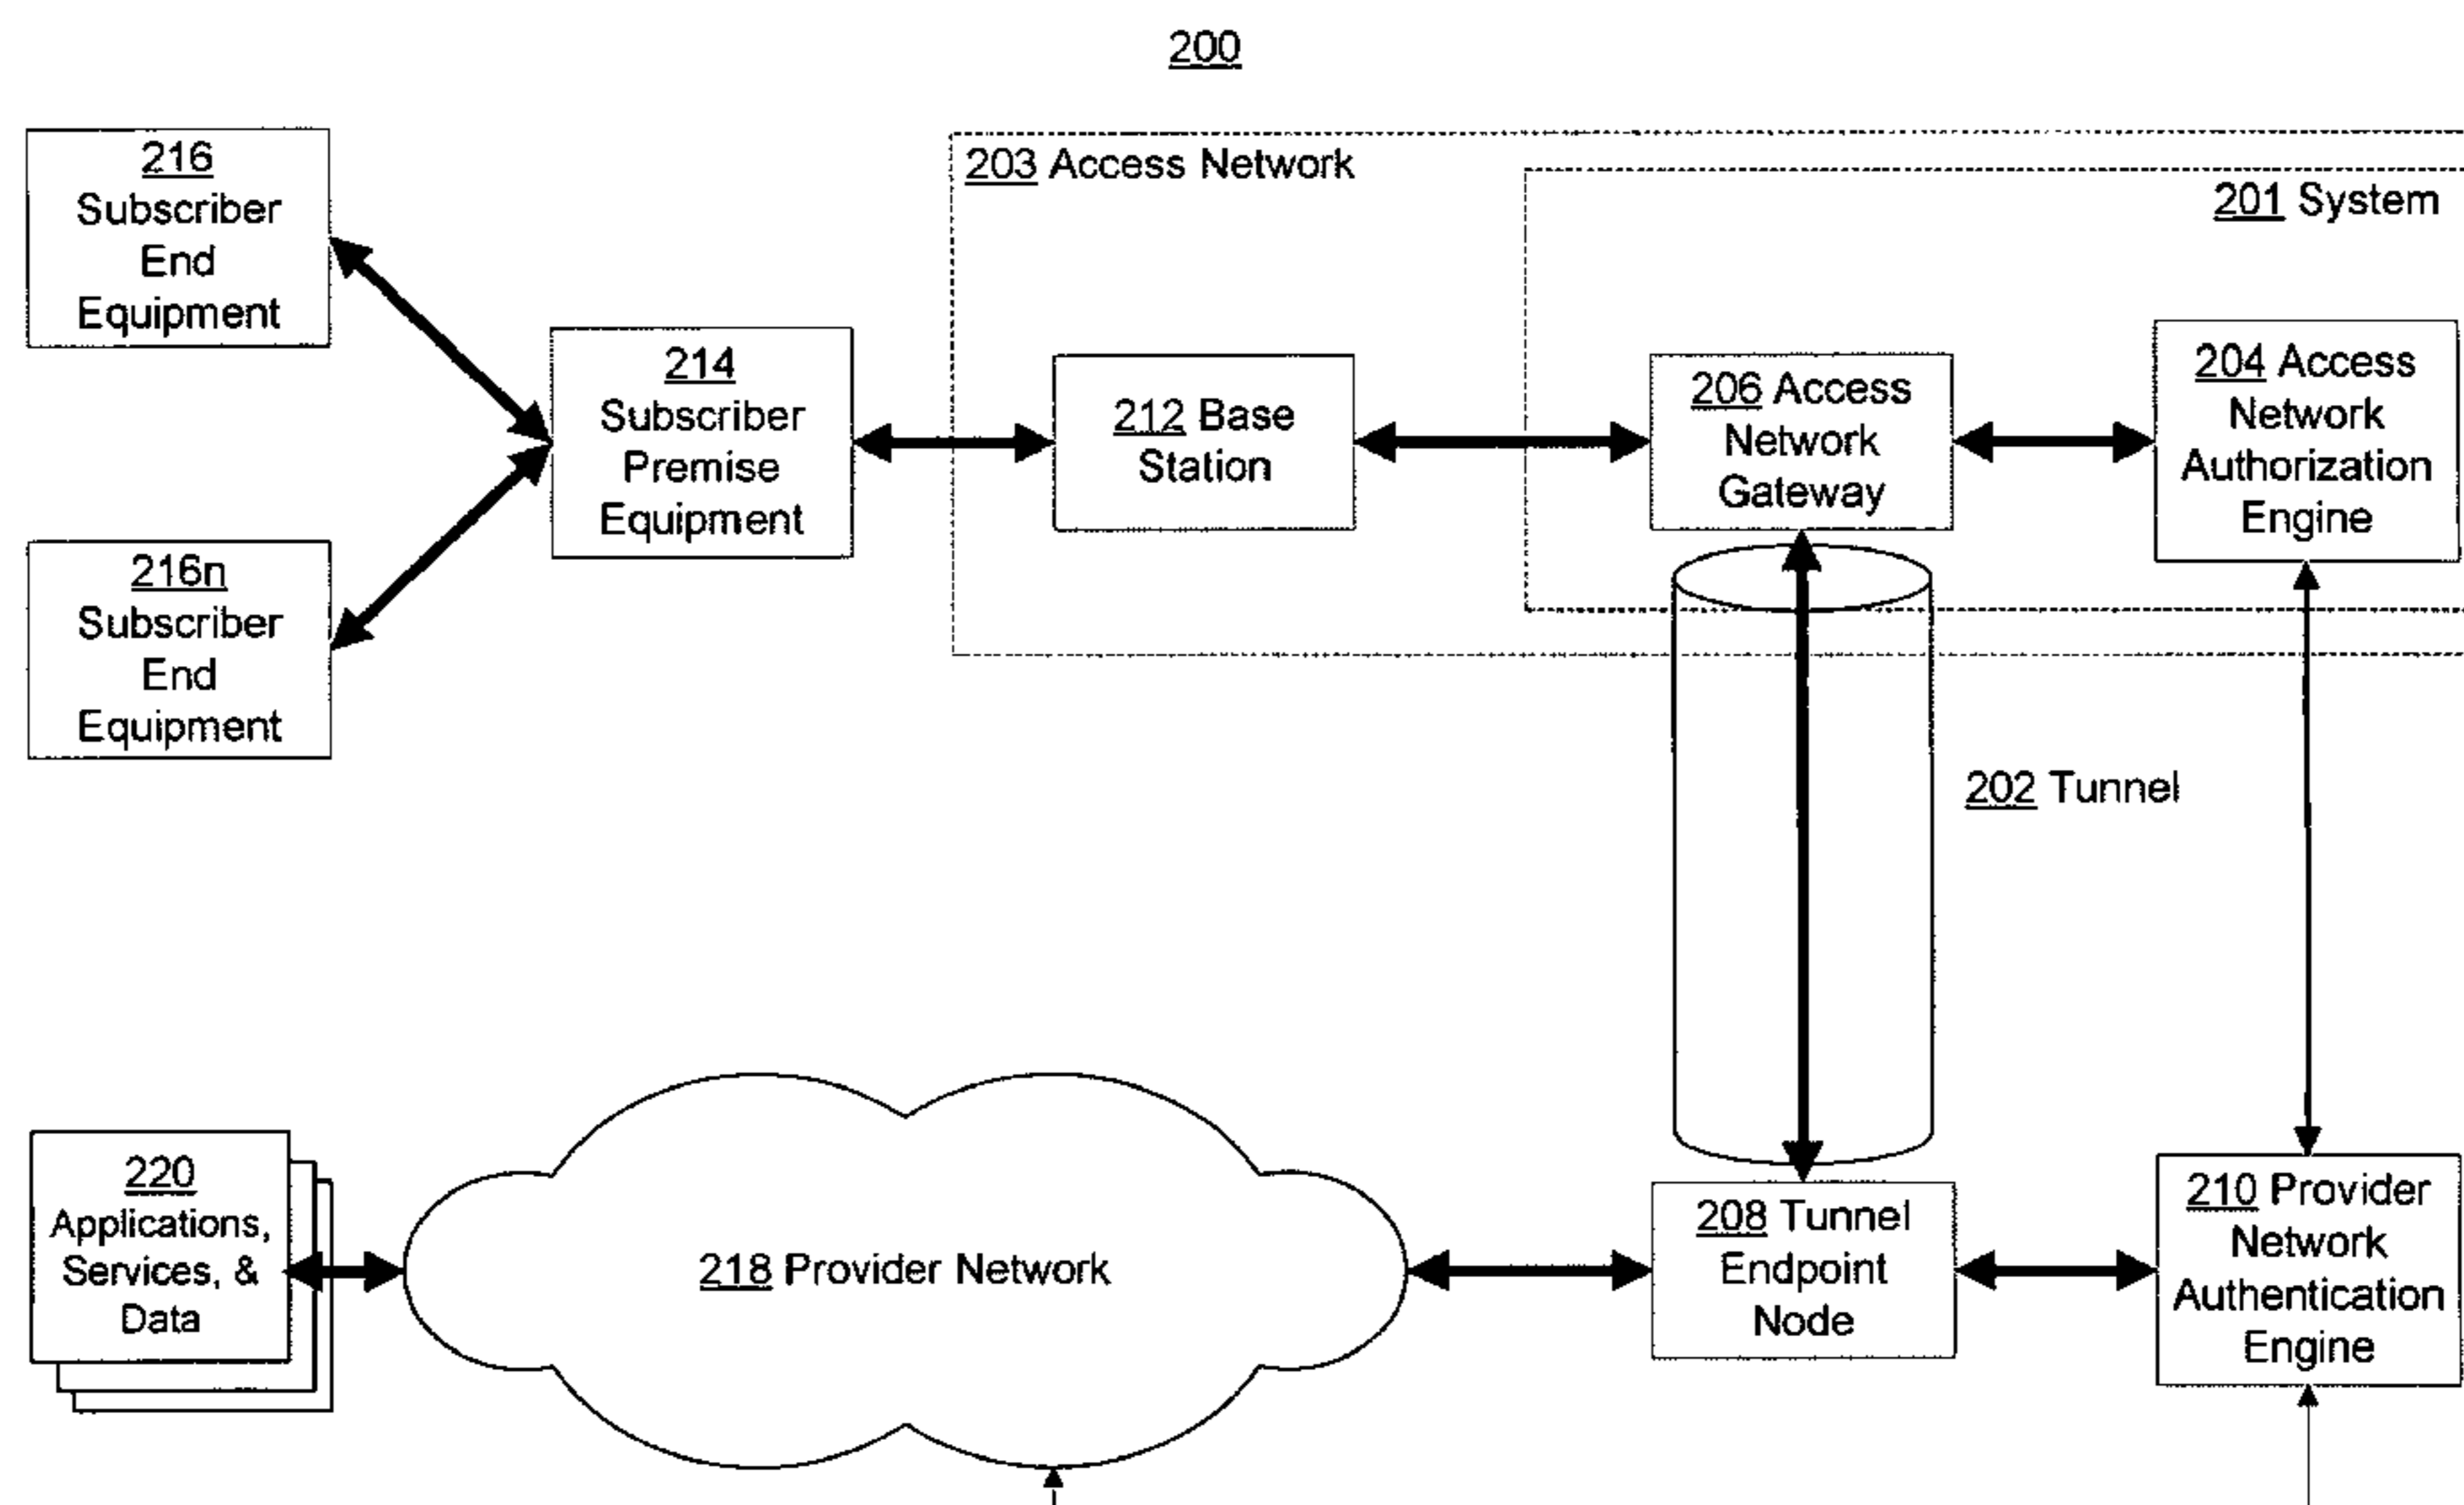 200
216
Subscriber
End
Equipment
203 Access Network
201 System
214
Subscriber
Premise
Equipment
212 Base
Station
206 Access
Network
Gateway
204 Access
Network
Authorization
Engine
216n
Subscriber
End
Equipment
202 Tunnel
220
Applications,
Services, &
Data
218 Provider Network
208 Tunnel
Endpoint
Node
210 Provider
Network
Authentication
Engine